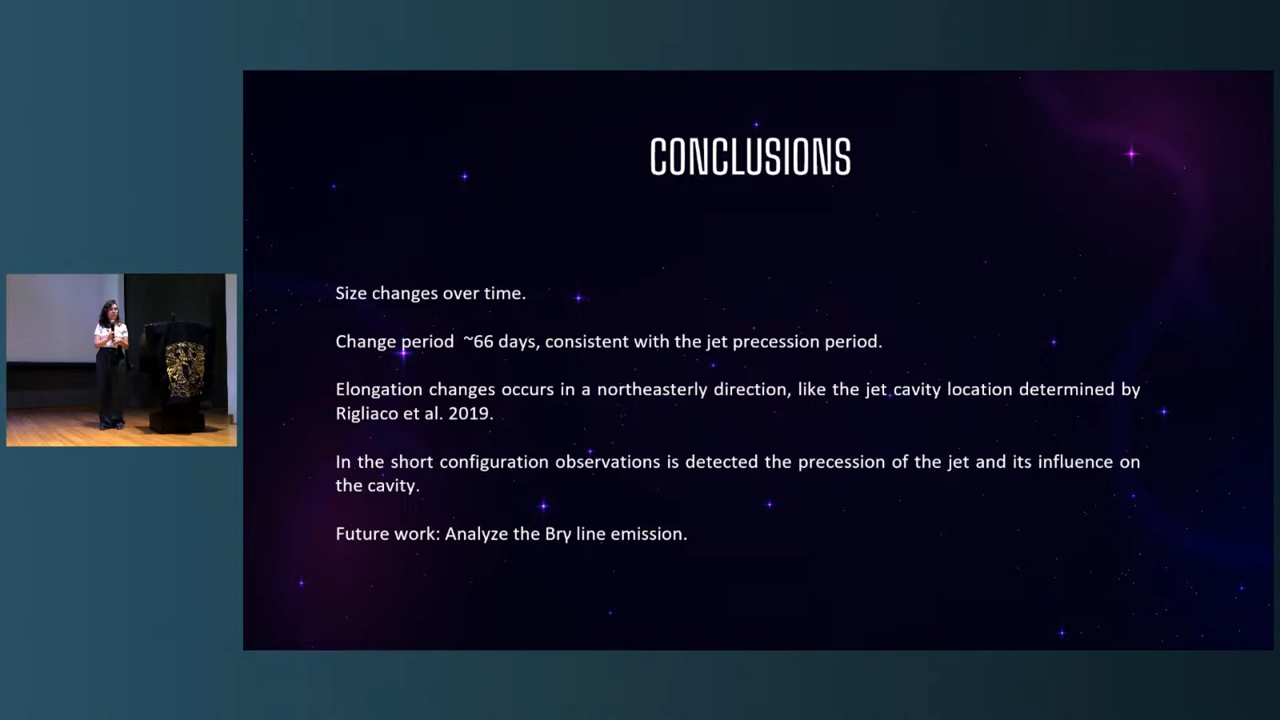 CONCLUSIONS
Size changes over time.
Change period ~66 days, consistent with the jet precession period.
Elongation changes occurs in a northeasterly direction, like the jet cavity location determined by
Rigliaco et al. 2019.
In the short configuration observations is detected the precession of the jet and its influence on
the cavity.
Future work: Analyze the Brγ line emission.